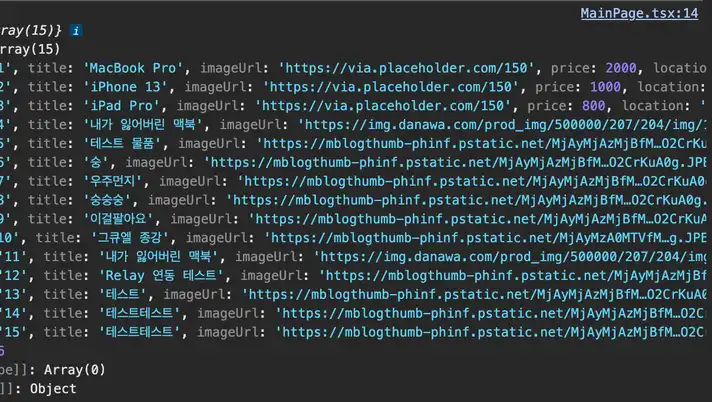 MainPage.tsx:14
rray(15)} i
rray(15)
1', title: 'MacBook Pro', imageUrl: 'https://via.placeholder.com/150', price: 2000, locatio
2', title: 'iPhone 13', imageUrl: 'https://via.placeholder.com/150', price: 1000, location:
3', title: 'iPad Pro', imageUrl: 'https://via.placeholder.com/150', price: 800, location: '
4', title: '내가 잃어버린 맥북', imageUrl: 'https://img.danawa.com/prod_img/500000/207/204/img/1
5', title: '테스트 물품', imageUrl: 'https://mblogthumb-phinf.pstatic.net/MjAyMjAzMjBfM…O2CrKu
6', title: '숭', imageUrl: 'https://mblogthumb-phinf.pstatic.net/MjAyMjAzMjBfM…O2CrKuA0g.JPE
7', title: '우주먼지', imageUrl: 'https://mblogthumb-phinf.pstatic.net/MjAyMjAzMjBfM…O2CrKuA0
8', title: '숭숭숭', imageUrl: 'https://mblogthumb-phinf.pstatic.net/MjAyMjAzMjBfM…O2CrKuA0g.
9', title: '이걸팔아요', imageUrl: 'https://mblogthumb-phinf.pstatic.net/MjAyMjAzMjBfM…O2CrKuA
10', title: '그큐엘 종강', imageUrl: 'https://mblogthumb-phinf.pstatic.net/MjAyMzA0MTVfM…g.JPE
'11', title: '내가 잃어버린 맥북', imageUrl: 'https://img.danawa.com/prod_img/500000/207/204/img
'12', title: 'Relay 연동 테스트', imageUrl: 'https://mblogthumb-phinf.pstatic.net/MjAyMjAzMjBf
'13', title: '테스트', imageUrl: 'https://mblogthumb-phinf.pstatic.net/MjAyMjAzMjBfM…O2CrKuA0
'14', title: '테스트테스트', imageUrl: 'https://mblogthumb-phinf.pstatic.net/MjAyMjAzMjBfM…O2C
'15', title: '테스트테스트', imageUrl: 'https://mblogthumb-phinf.pstatic.net/MjAyMjAzMjBfM…O2C
5
pe]]: Array(0)
]]: Object